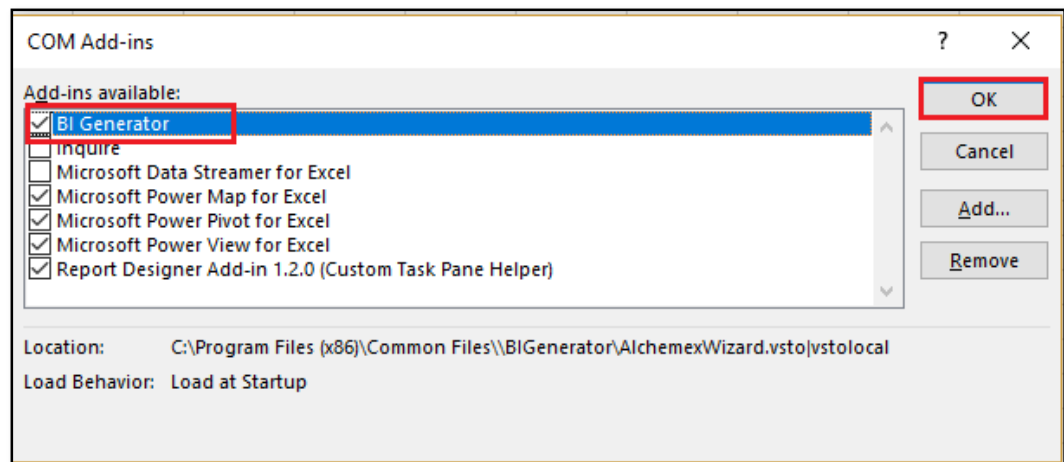 COM Add-ins
? X
Add-ins available:
OK
BI Generator
Inquire
Cancel
Microsoft Data Streamer for Excel
Microsoft Power Map for Excel
Add...
Microsoft Power Pivot for Excel
Microsoft Power View for Excel
Remove
Report Designer Add-in 1.2.0 (Custom Task Pane Helper)
Location: C:\Program Files (x86)\Common Files\\BIGenerator\AlchemexWizard.vsto|vstolocal
Load Behavior: Load at Startup